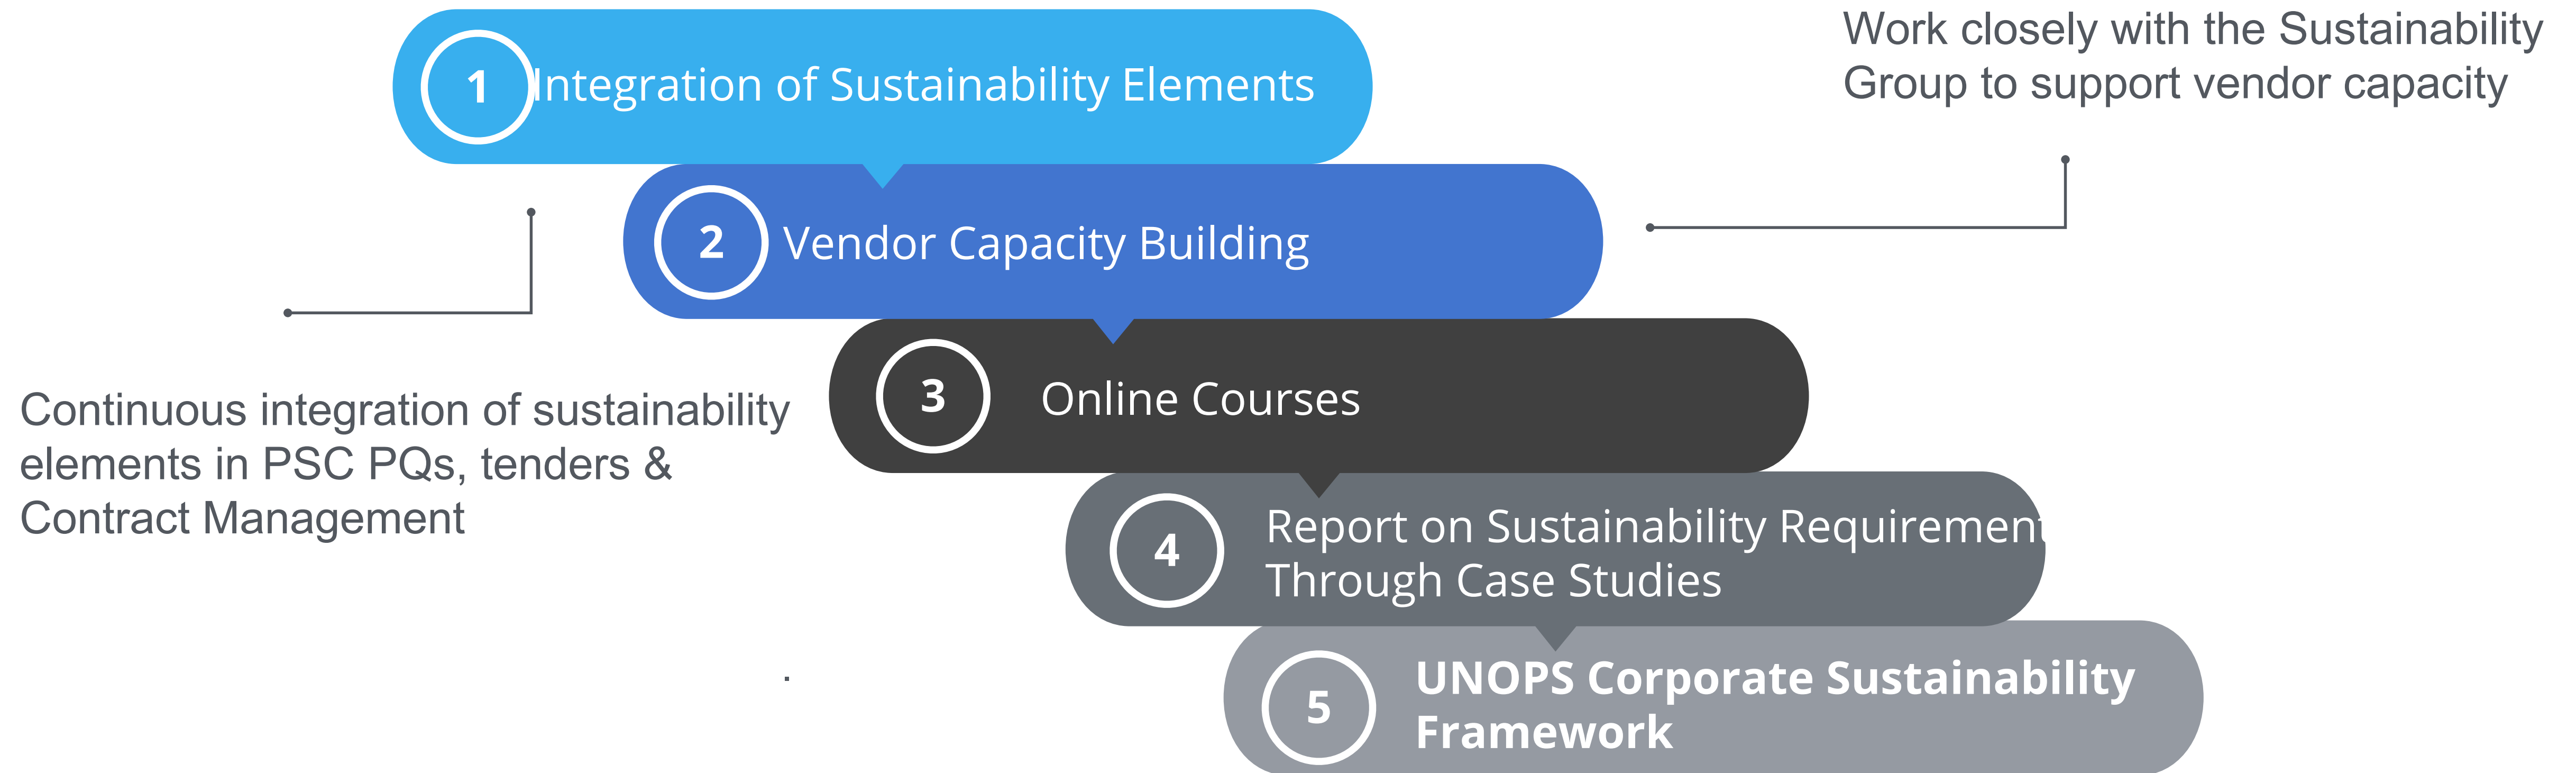 1
Integration of Sustainability Elements
Work closely with the Sustainability
Group to support vendor capacity
2
Vendor Capacity Building
Continuous integration of sustainability
elements in PSC PQs, tenders &
Contract Management
3
Online Courses
4
Report on Sustainability Requirement
Through Case Studies
.
5
UNOPS Corporate Sustainability
Framework